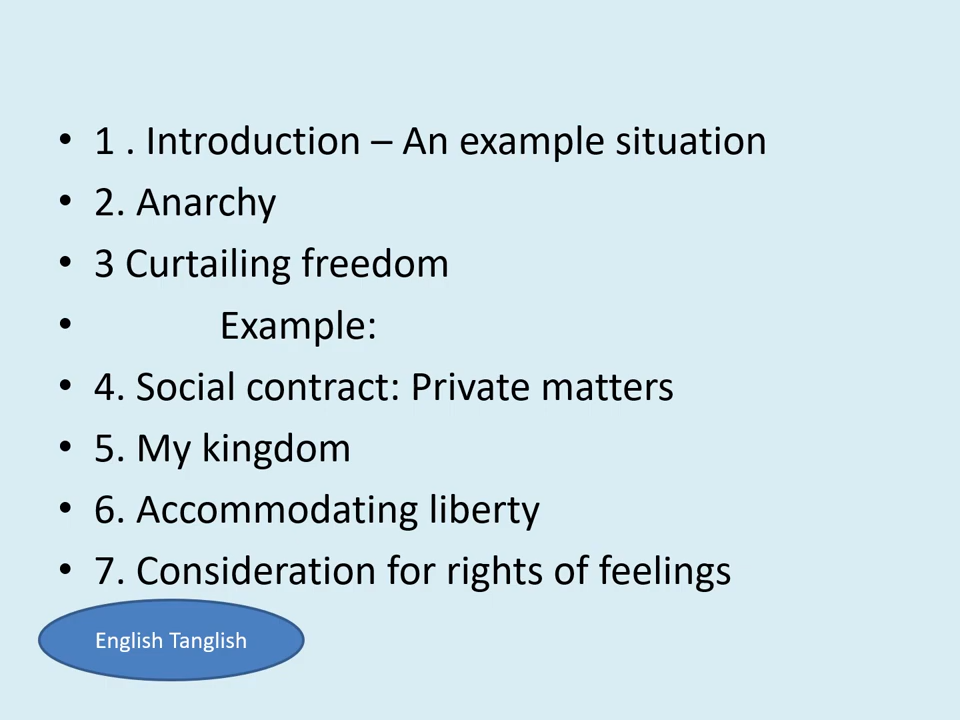 • 1 . Introduction – An example situation
• 2. Anarchy
• 3 Curtailing freedom
• Example:
• 4. Social contract: Private matters
• 5. My kingdom
• 6. Accommodating liberty
• 7. Consideration for rights of feelings
English Tanglish